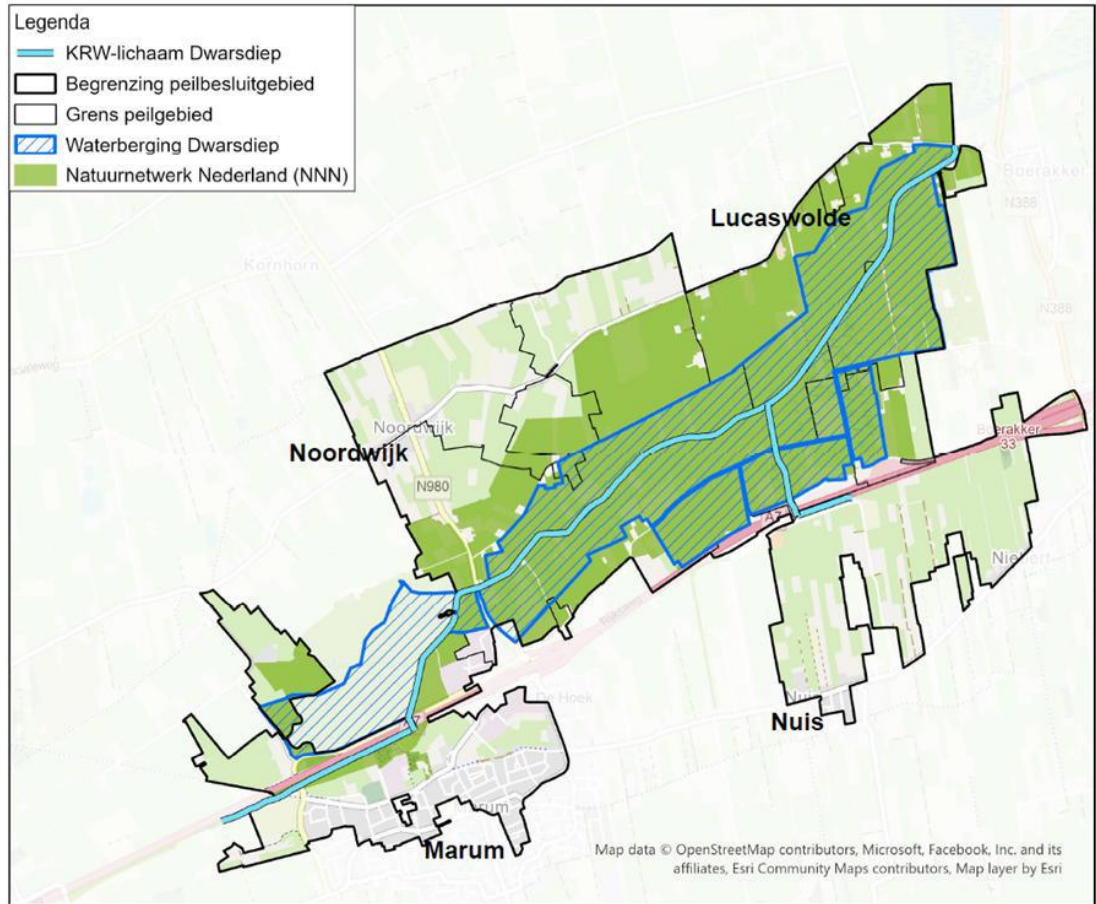 Legenda
KRW-lichaam Dwarsdiep
Begrenzing peilbesluitgebied
Grens peilgebied
Waterberging Dwarsdiep
Natuurnetwerk Nederland (NNN)
Boerakker
N388
Lucaswolde
Kornhorn
N388
Noordwijk
Noordwijk
Boerakker
33
N980
A7
Niebert
De Hoek
Nuis
Nuis
A7
Marum
Map data © OpenStreetMap contributors, Microsoft, Facebook, Inc. and its
affiliates, Esri Community Maps contributors, Map layer by Esri